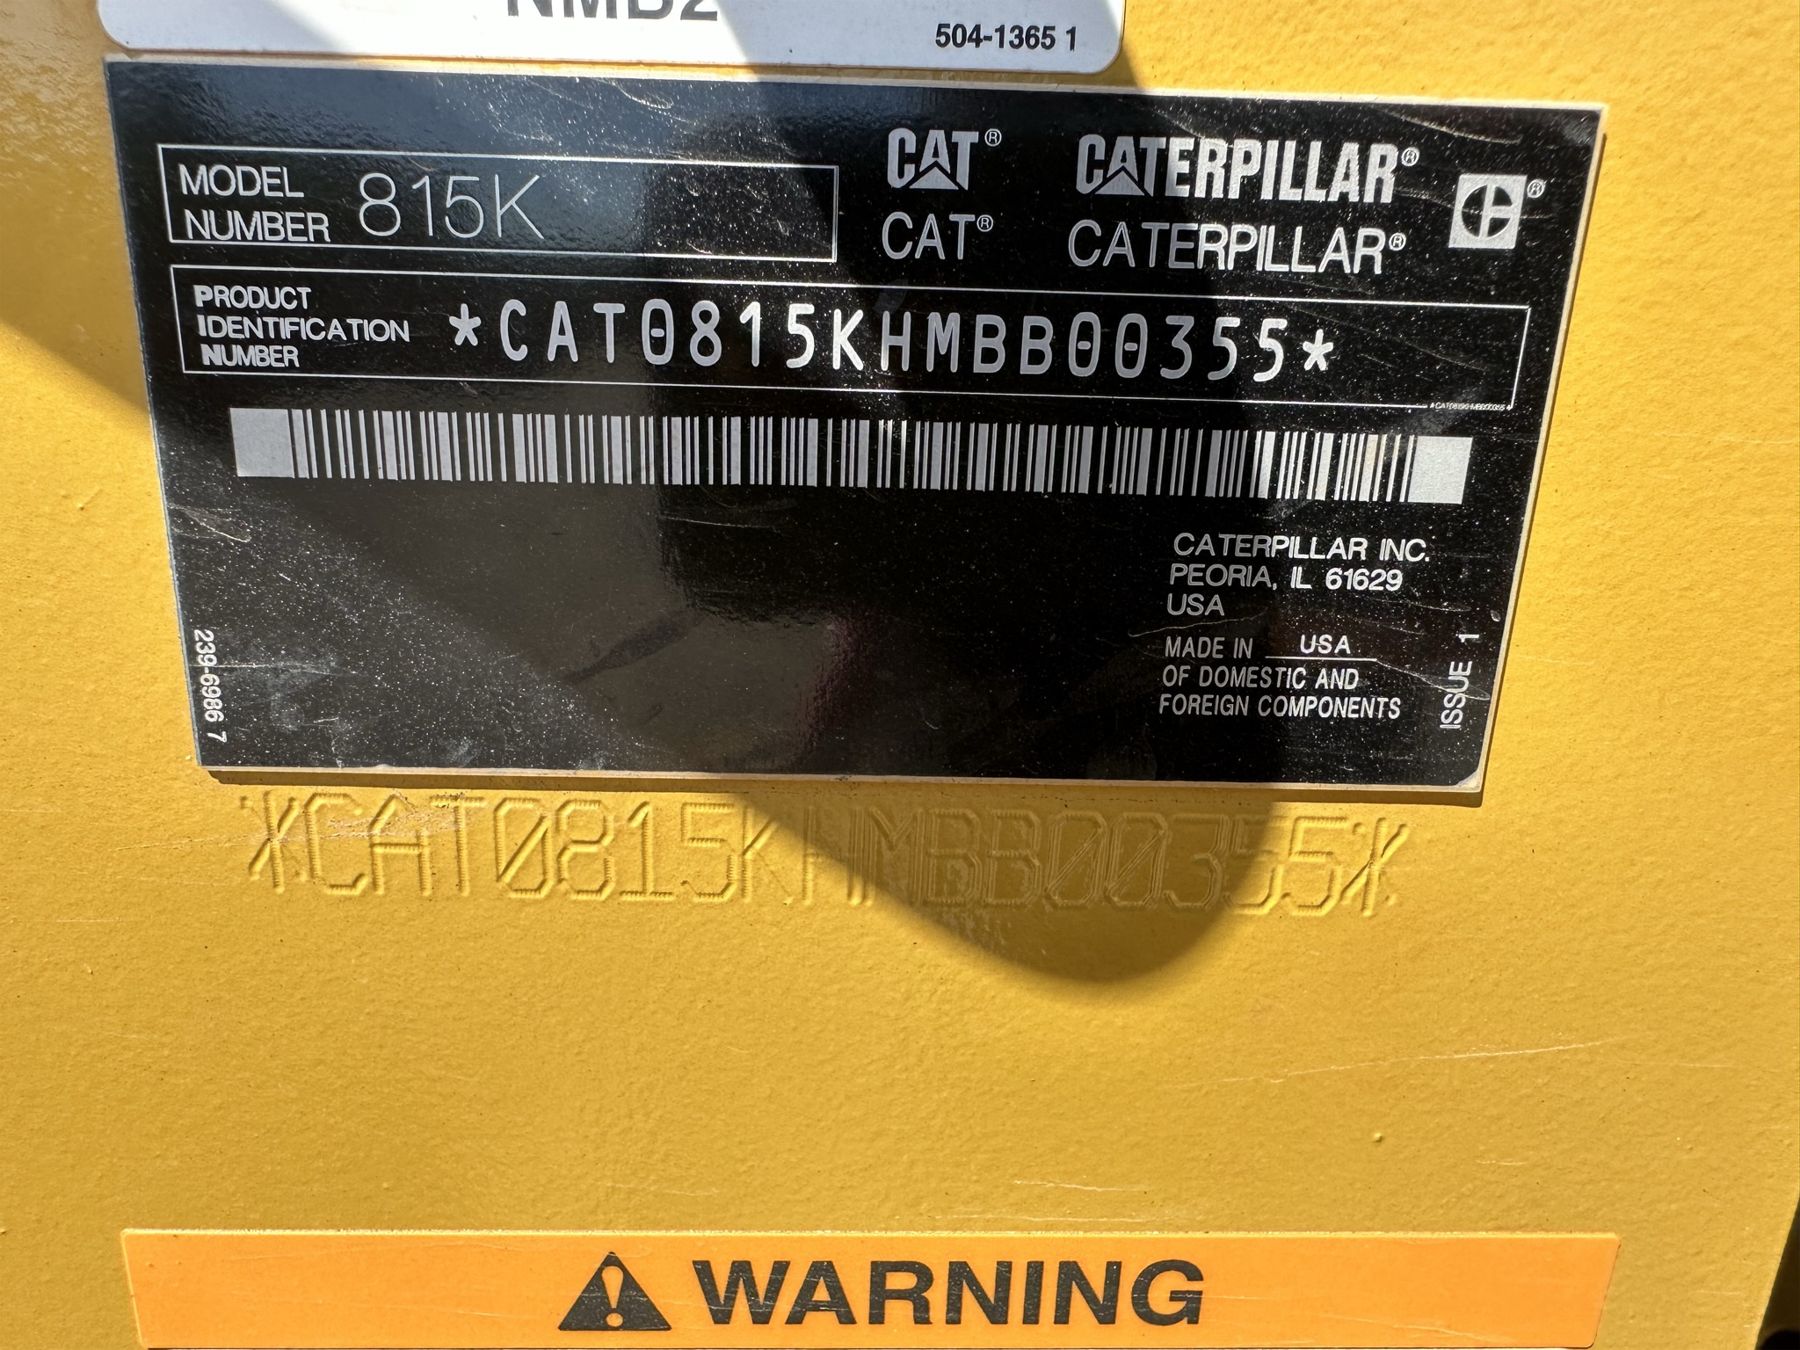 504-1365 1
MODEL
NUMBER 815K
CAT® CATERPILLAR®
CAT® CATERPILLAR®
PRODUCT
IDENTIFICATION
NUMBER
*CAT0815KHMBB00355*
*CAT0815KHMBB00355*
CATERPILLAR INC.
PEORIA, IL 61629
USA
MADE IN USA
OF DOMESTIC AND
FOREIGN COMPONENTS
ISSUE 1
239-6986 7
*CAT0815KHMBB00355*
WARNING